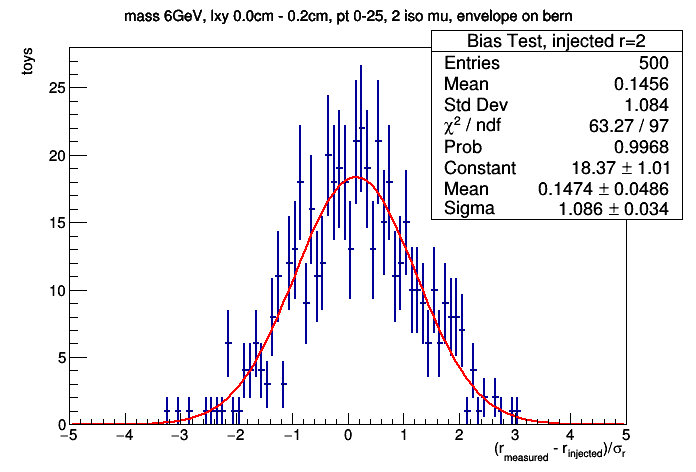 mass 6GeV, lxy 0.0cm - 0.2cm, pt 0-25, 2 iso mu, envelope on bern
Bias Test, injected r=2
Entries 500
Mean 0.1456
Std Dev 1.084
χ² / ndf 63.27 / 97
Prob 0.9968
Constant 18.37 ± 1.01
Mean 0.1474 ± 0.0486
Sigma 1.086 ± 0.034
toys
25
20
15
10
5
0
−5 −4 −3 −2 −1 0 1 2 3 4 5
(r_measured - r_injected)/σ_r